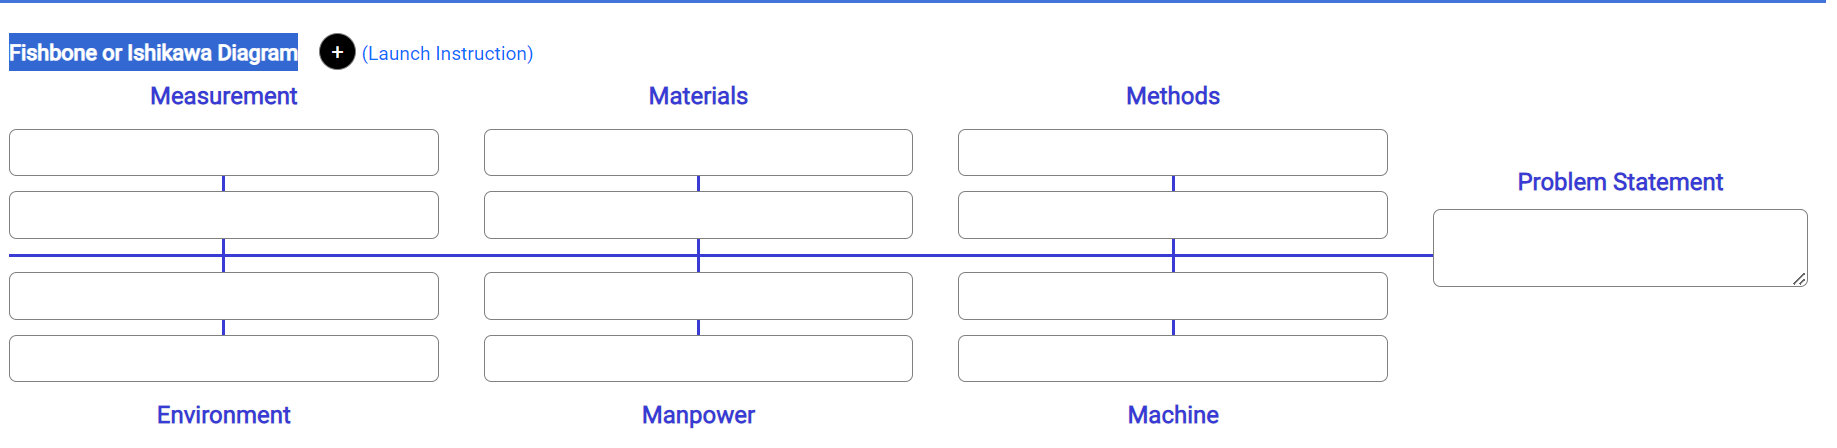 Fishbone or Ishikawa Diagram + (Launch Instruction)
Measurement Materials Methods
Problem Statement
Environment Manpower Machine